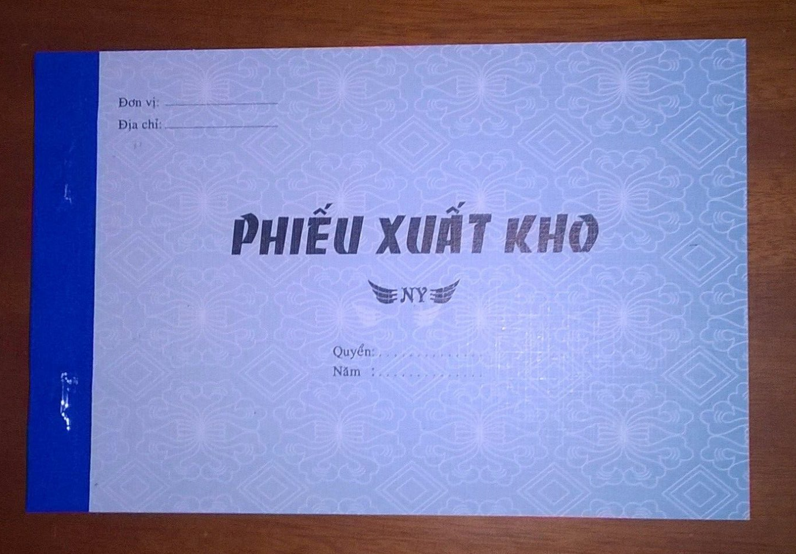 Đơn vị:
Địa chỉ:
PHIẾU XUẤT KHO
NY
Quyển:..............
Năm :..............